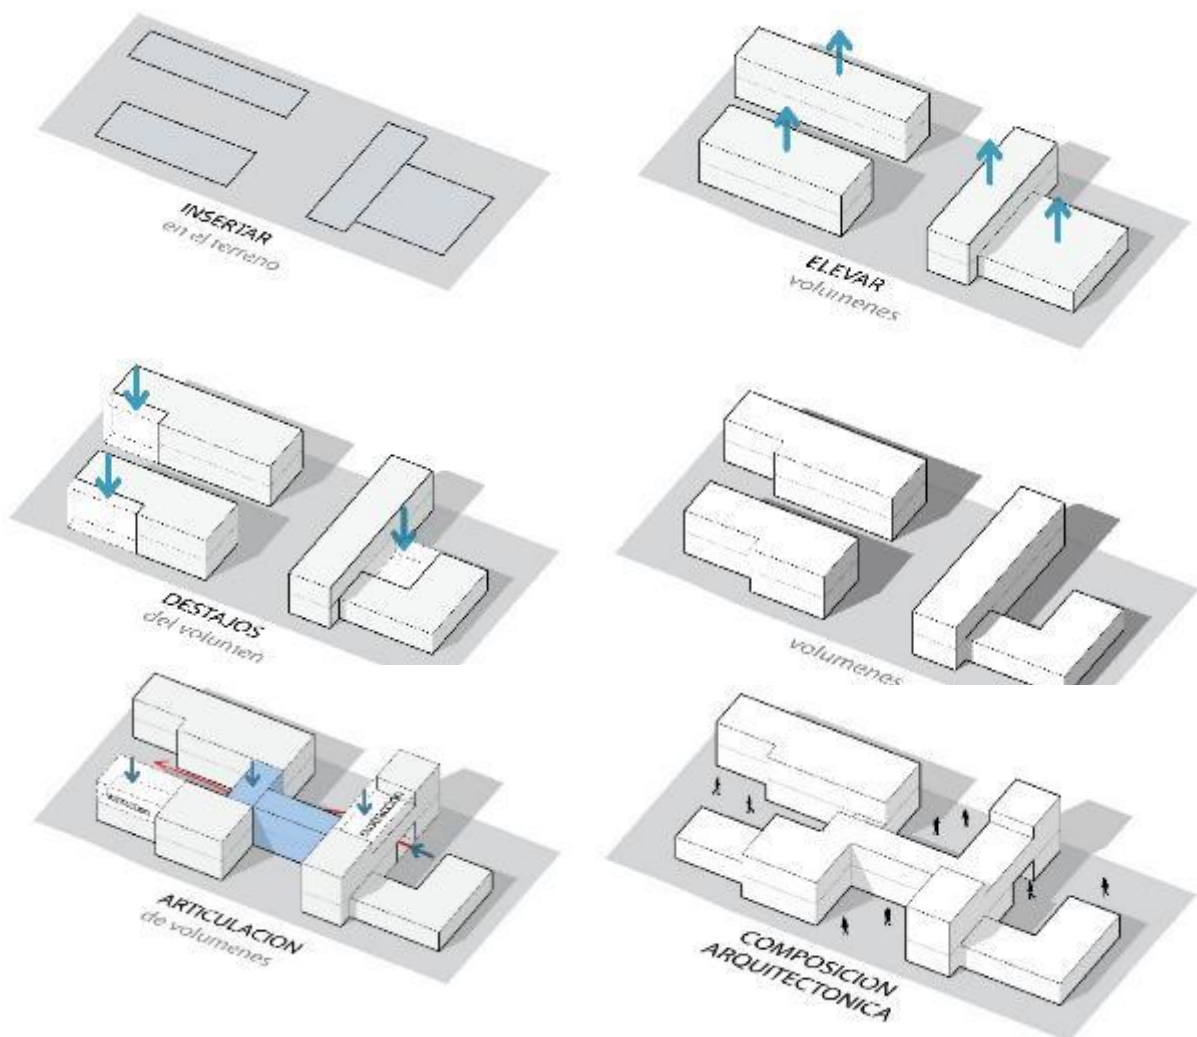 INSERTAR
en el terreno
ELEVAR
volumenes
DESTAJOS
del volumen
volumenes
ARTICULACION
de volumenes
COMPOSICION
ARQUITECTONICA